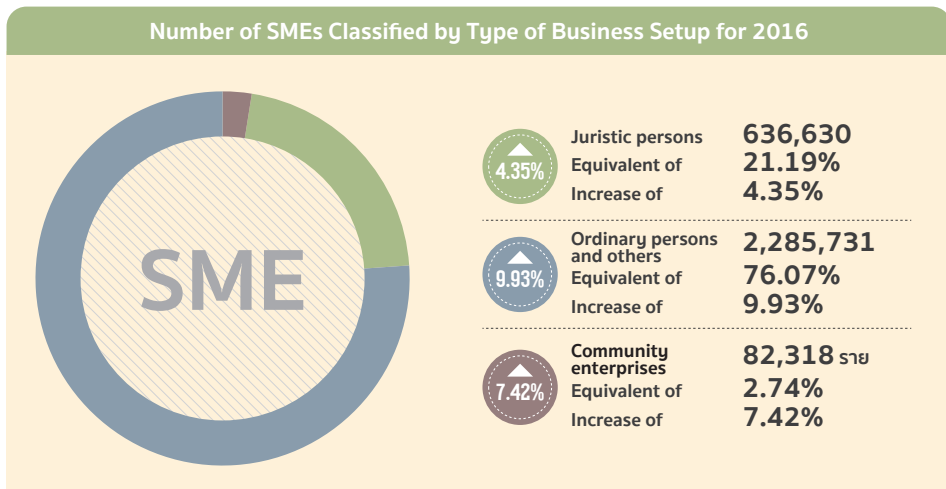 Number of SMEs Classified by Type of Business Setup for 2016
SME
4.35%
Juristic persons 636,630
Equivalent of 21.19%
Increase of 4.35%
9.93%
Ordinary persons
and others 2,285,731
Equivalent of 76.07%
Increase of 9.93%
7.42%
Community
enterprises 82,318 ราย
Equivalent of 2.74%
Increase of 7.42%